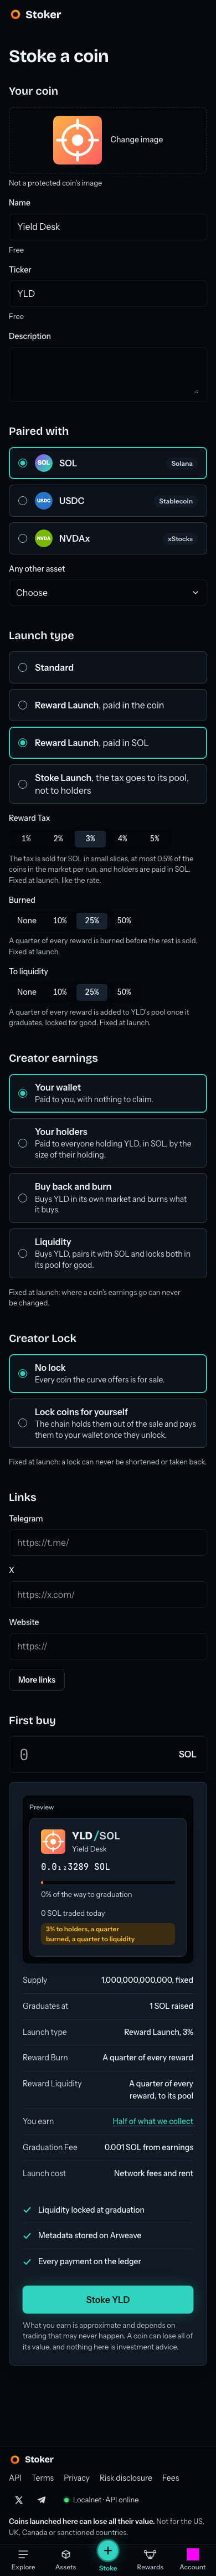 Stoker
Stoke a coin
Your coin
Change image
Not a protected coin's image
Name
Yield Desk
Free
Ticker
YLD
Free
Description
Paired with
SOL
SOL
Solana
USDC
USDC
Stablecoin
NVDA
NVDAx
xStocks
Any other asset
Choose
Launch type
Standard
Reward Launch, paid in the coin
Reward Launch, paid in SOL
Stoke Launch, the tax goes to its pool,
not to holders
Reward Tax
1% 2% 3% 4% 5%
The tax is sold for SOL in small slices, at most 0.5% of the
coins in the market per run, and holders are paid in SOL.
Fixed at launch, like the rate.
Burned
None 10% 25% 50%
A quarter of every reward is burned before the rest is sold.
Fixed at launch.
To liquidity
None 10% 25% 50%
A quarter of every reward is added to YLD's pool once it
graduates, locked for good. Fixed at launch.
Creator earnings
Your wallet
Paid to you, with nothing to claim.
Your holders
Paid to everyone holding YLD, in SOL, by the
size of their holding.
Buy back and burn
Buys YLD in its own market and burns what
it buys.
Liquidity
Buys YLD, pairs it with SOL and locks both in
its pool for good.
Fixed at launch: where a coin's earnings go can never
be changed.
Creator Lock
No lock
Every coin the curve offers is for sale.
Lock coins for yourself
The chain holds them out of the sale and pays
them to your wallet once they unlock.
Fixed at launch: a lock can never be shortened or taken back.
Links
Telegram
https://t.me/
X
https://x.com/
Website
https://
More links
First buy
0
SOL
Preview
YLD/SOL
Yield Desk
0.0₁₂3289 SOL
0% of the way to graduation
0 SOL traded today
3% to holders, a quarter
burned, a quarter to liquidity
Supply 1,000,000,000,000, fixed
Graduates at 1 SOL raised
Launch type Reward Launch, 3%
Reward Burn A quarter of every reward
Reward Liquidity A quarter of every
reward, to its pool
You earn Half of what we collect
Graduation Fee 0.001 SOL from earnings
Launch cost Network fees and rent
Liquidity locked at graduation
Metadata stored on Arweave
Every payment on the ledger
Stoke YLD
What you earn is approximate and depends on
trading that may never happen. A coin can lose all of
its value, and nothing here is investment advice.
Stoker
API Terms Privacy Risk disclosure Fees
Localnet · API online
Coins launched here can lose all their value. Not for the US,
UK, Canada or sanctioned countries.
Explore Assets Stoke Rewards Account